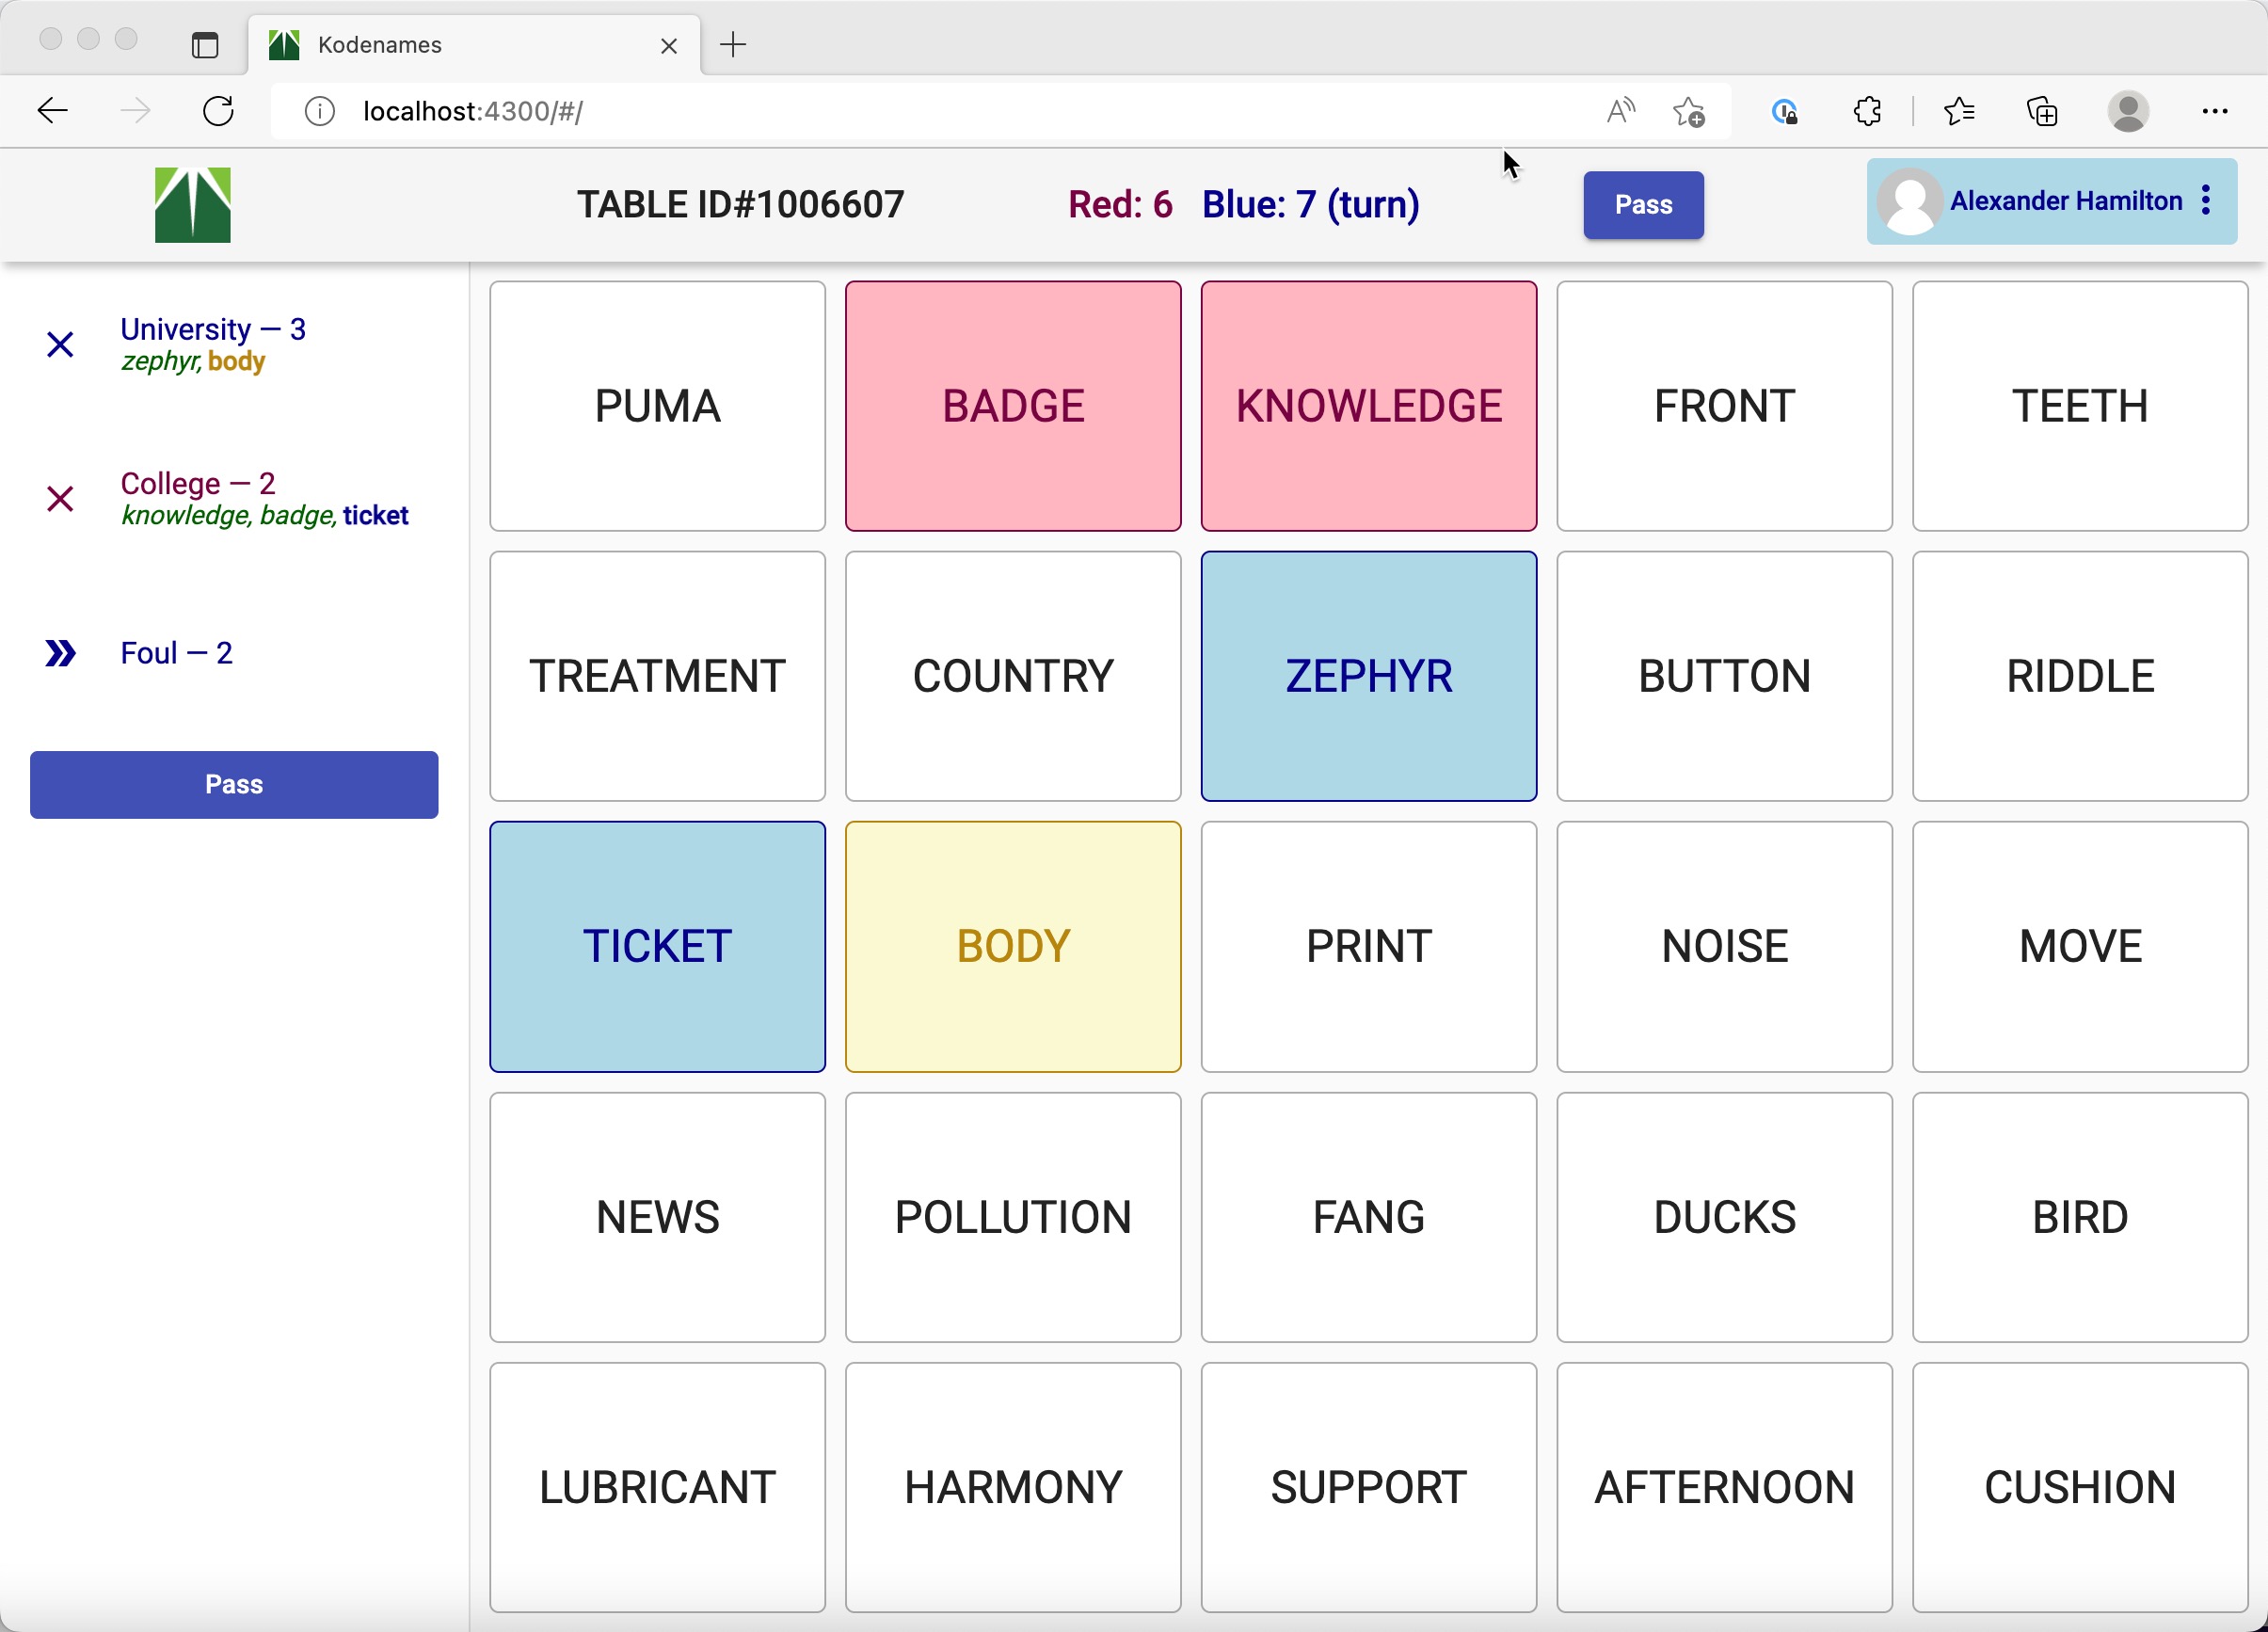 Kodenames
localhost:4300/#/
TABLE ID#1006607
Red: 6 Blue: 7 (turn)
Pass
Alexander Hamilton
University — 3
zephyr, body
College — 2
knowledge, badge, ticket
Foul — 2
Pass
PUMA BADGE KNOWLEDGE FRONT TEETH
TREATMENT COUNTRY ZEPHYR BUTTON RIDDLE
TICKET BODY PRINT NOISE MOVE
NEWS POLLUTION FANG DUCKS BIRD
LUBRICANT HARMONY SUPPORT AFTERNOON CUSHION